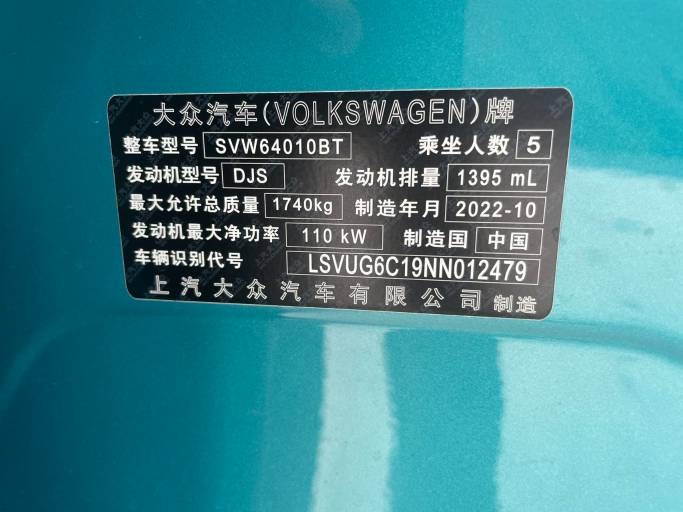 大众汽车(VOLKSWAGEN)牌
整车型号 SVW64010BT 乘坐人数 5
发动机型号 DJS 发动机排量 1395 mL
最大允许总质量 1740kg 制造年月 2022-10
发动机最大净功率 110 kW 制造国 中国
车辆识别代号 LSVUG6C19NN012479
上汽大众汽车有限公司 制造